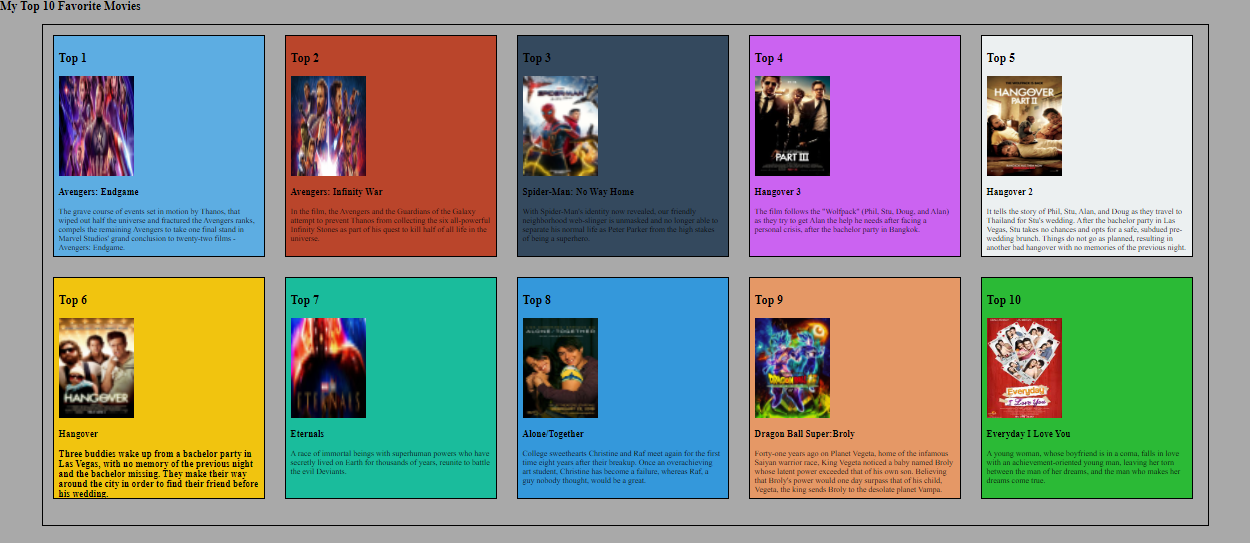 My Top 10 Favorite Movies
Top 1
Avengers: Endgame
The grave course of events set in motion by Thanos, that
wiped out half the universe and fractured the Avengers ranks,
compels the remaining Avengers to take one final stand in
Marvel Studios' grand conclusion to twenty-two films -
Avengers: Endgame.
Top 2
Avengers: Infinity War
In the film, the Avengers and the Guardians of the Galaxy
attempt to prevent Thanos from collecting the six all-powerful
Infinity Stones as part of his quest to kill half of all life in the
universe.
Top 3
SPIDER-MAN
Spider-Man: No Way Home
With Spider-Man's identity now revealed, our friendly
neighborhood web-slinger is unmasked and no longer able to
separate his normal life as Peter Parker from the high stakes
of being a superhero.
Top 4
PART III
Hangover 3
The film follows the "Wolfpack" (Phil, Stu, Doug, and Alan)
as they try to get Alan the help he needs after facing a
personal crisis, after the bachelor party in Bangkok.
Top 5
HANGOVER
PART II
Hangover 2
It tells the story of Phil, Stu, Alan, and Doug as they travel to
Thailand for Stu's wedding. After the bachelor party in Las
Vegas, Stu takes no chances and opts for a safe, subdued pre-
wedding brunch. Things do not go as planned, resulting in
another bad hangover with no memories of the previous night.
Top 6
HANGOVER
Hangover
Three buddies wake up from a bachelor party in
Las Vegas, with no memory of the previous night
and the bachelor missing. They make their way
around the city in order to find their friend before
his wedding.
Top 7
ETERNALS
Eternals
A race of immortal beings with superhuman powers who have
secretly lived on Earth for thousands of years, reunite to battle
the evil Deviants.
Top 8
ALONE/TOGETHER
Alone/Together
College sweethearts Christine and Raf meet again for the first
time eight years after their breakup. Once an overachieving
art student, Christine has become a failure, whereas Raf, a
guy nobody thought, would be a great.
Top 9
DRAGONBALL
Dragon Ball Super:Broly
Forty-one years ago on Planet Vegeta, home of the infamous
Saiyan warrior race, King Vegeta noticed a baby named Broly
whose latent power exceeded that of his own son. Believing
that Broly's power would one day surpass that of his child,
Vegeta, the king sends Broly to the desolate planet Vampa.
Top 10
Everyday
I Love You
Everyday I Love You
A young woman, whose boyfriend is in a coma, falls in love
with an achievement-oriented young man, leaving her torn
between the man of her dreams, and the man who makes her
dreams come true.